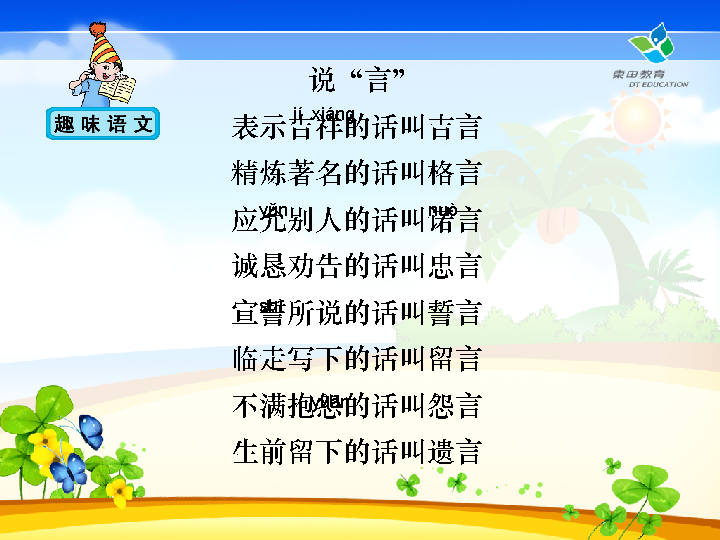 说“言”
jí xiáng
表示吉祥的话叫吉言
精炼著名的话叫格言
yǔn nuò
应允别人的话叫诺言
诚恳劝告的话叫忠言
宣誓所说的话叫誓言
临走写下的话叫留言
yuàn
不满抱怨的话叫怨言
生前留下的话叫遗言
趣味语文
東田教育
DT EDUCATION